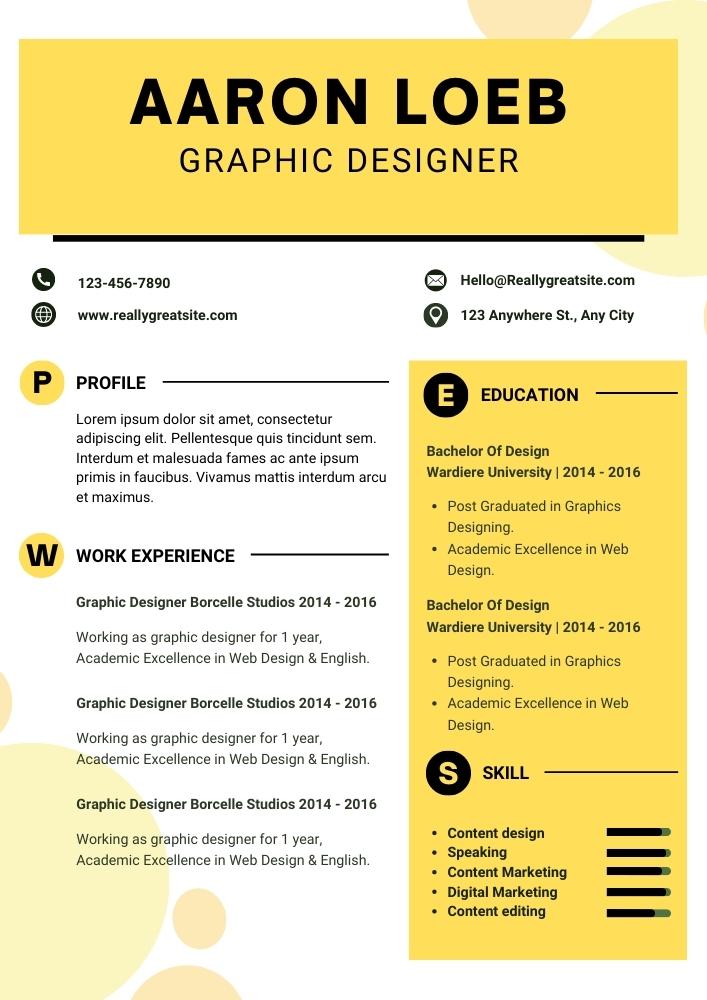 AARON LOEB
GRAPHIC DESIGNER
123-456-7890
www.reallygreatsite.com
Hello@Reallygreatsite.com
123 Anywhere St., Any City
P PROFILE
Lorem ipsum dolor sit amet, consectetur
adipiscing elit. Pellentesque quis tincidunt sem.
Interdum et malesuada fames ac ante ipsum
primis in faucibus. Vivamus mattis interdum arcu
et maximus.
W WORK EXPERIENCE
Graphic Designer Borcelle Studios 2014 - 2016
Working as graphic designer for 1 year,
Academic Excellence in Web Design & English.
Graphic Designer Borcelle Studios 2014 - 2016
Working as graphic designer for 1 year,
Academic Excellence in Web Design & English.
Graphic Designer Borcelle Studios 2014 - 2016
Working as graphic designer for 1 year,
Academic Excellence in Web Design & English.
E EDUCATION
Bachelor Of Design
Wardiere University | 2014 - 2016
• Post Graduated in Graphics
Designing.
• Academic Excellence in Web
Design.
Bachelor Of Design
Wardiere University | 2014 - 2016
• Post Graduated in Graphics
Designing.
• Academic Excellence in Web
Design.
S SKILL
• Content design
• Speaking
• Content Marketing
• Digital Marketing
• Content editing